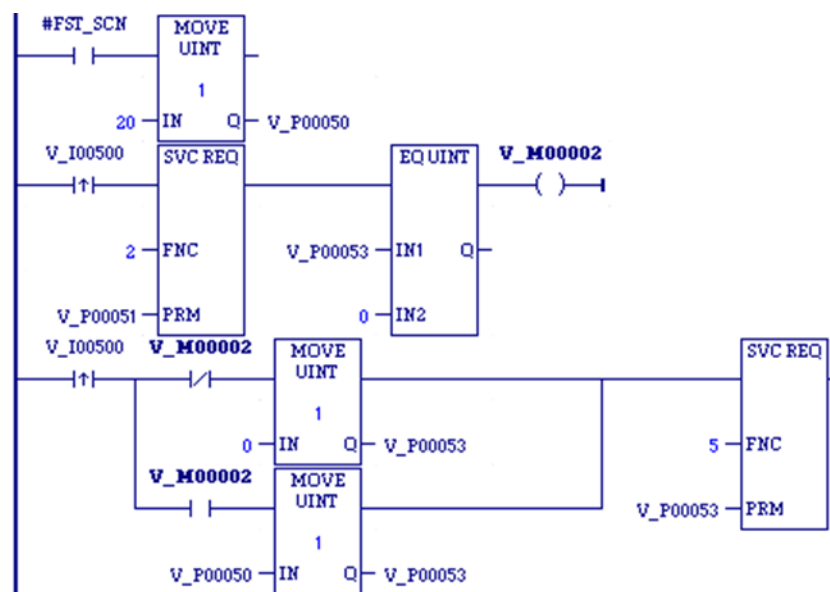 #FST_SCN
MOVE
UINT
1
20 IN Q V_P00050
V_I00500
SVC REQ
EQ UINT
V_M00002
2 FNC
V_P00053 IN1 Q
V_P00051 PRM
0 IN2
V_I00500 V_M00002
MOVE
UINT
1
SVC REQ
0 IN Q V_P00053
5 FNC
V_M00002
MOVE
UINT
1
V_P00053 PRM
V_P00050 IN Q V_P00053